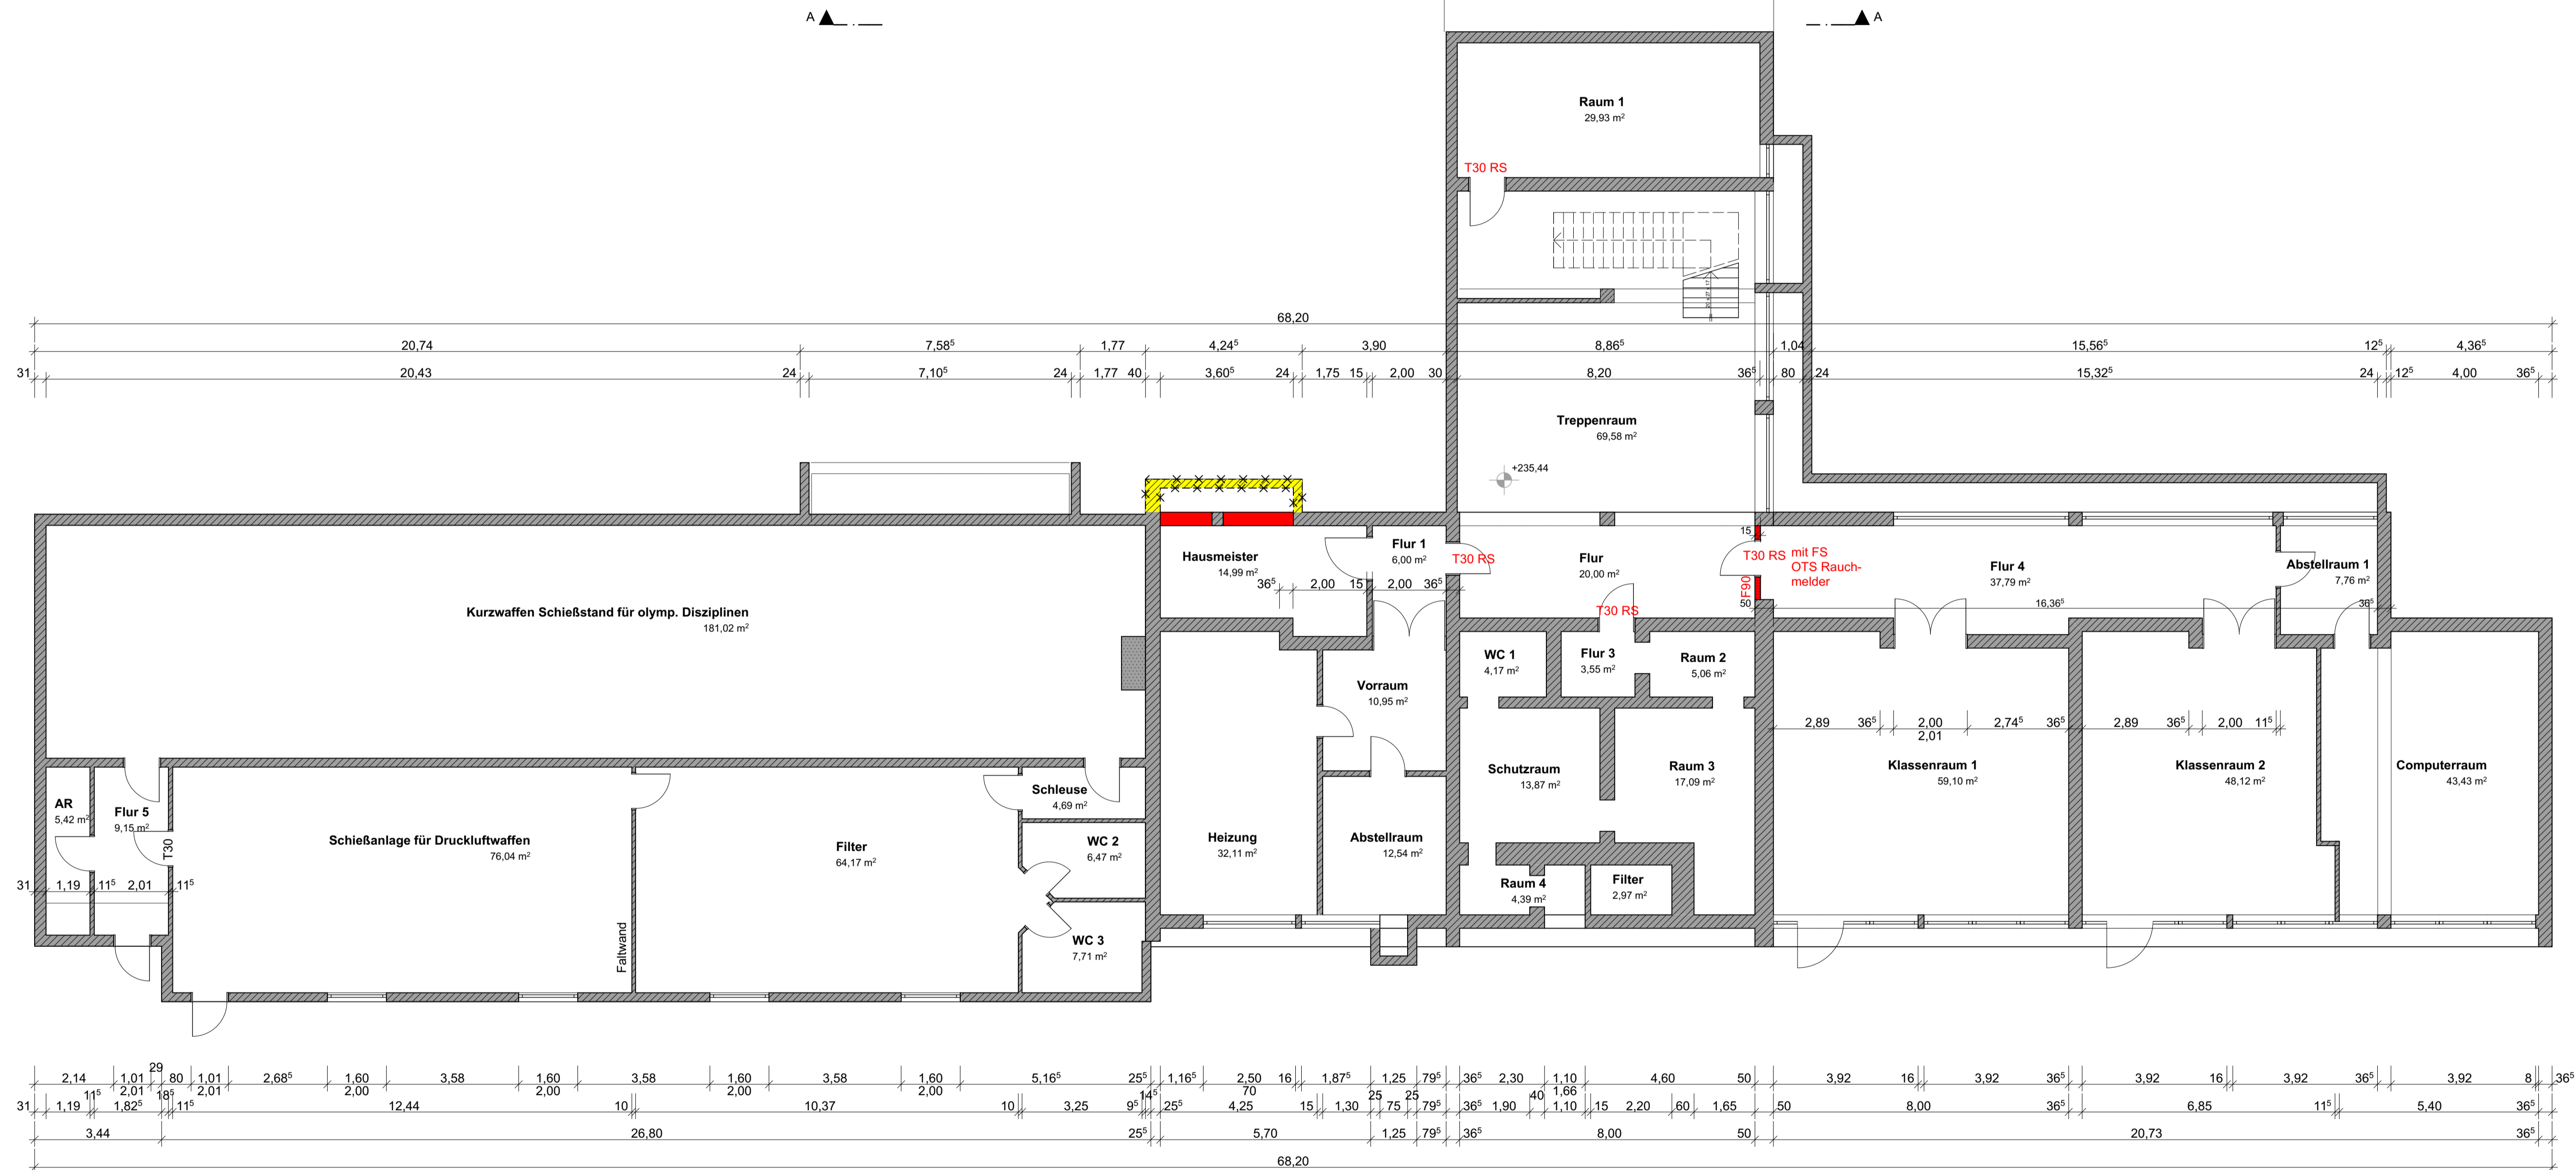 A
A
Raum 1
29,93 m²
T30 RS
20 x 27 x 17
68,20
20,74 7,58⁵ 1,77 4,24⁵ 3,90 8,86⁵ 1,04 15,56⁵ 12⁵ 4,36⁵
31 20,43 24 7,10⁵ 24 1,77 40 3,60⁵ 24 1,75 15 2,00 30 8,20 36⁵ 80 24 15,32⁵ 24 12⁵ 4,00 36⁵
Treppenraum
69,58 m²
+235,44
Hausmeister
14,99 m²
Flur 1
6,00 m²
T30 RS
Flur
20,00 m²
15
T30 RS
mit FS
OTS Rauch-
melder
F90
50
Flur 4
37,79 m²
Abstellraum 1
7,76 m²
36⁵ 2,00 15 2,00 36⁵
T30 RS
16,36⁵ 36⁵
Kurzwaffen Schießstand für olymp. Disziplinen
181,02 m²
WC 1
4,17 m²
Flur 3
3,55 m²
Raum 2
5,06 m²
Vorraum
10,95 m²
2,89 36⁵ 2,00 2,74⁵ 36⁵ 2,89 36⁵ 2,00 11⁵
2,01
Schutzraum
13,87 m²
Raum 3
17,09 m²
Klassenraum 1
59,10 m²
Klassenraum 2
48,12 m²
Computerraum
43,43 m²
AR
5,42 m²
Flur 5
9,15 m²
T30
Schießanlage für Druckluftwaffen
76,04 m²
Faltwand
Filter
64,17 m²
Schleuse
4,69 m²
WC 2
6,47 m²
WC 3
7,71 m²
Heizung
32,11 m²
Abstellraum
12,54 m²
Raum 4
4,39 m²
Filter
2,97 m²
31 1,19 11⁵ 2,01 11⁵
29
2,14 1,01 80 1,01 2,68⁵ 1,60 3,58 1,60 3,58 1,60 3,58 1,60 5,16⁵ 25⁵ 1,16⁵ 2,50 16 1,87⁵ 1,25 79⁵ 36⁵ 2,30 1,10 4,60 50 3,92 16 3,92 36⁵ 3,92 16 3,92 36⁵ 3,92 8 36⁵
11⁵ 2,01 18⁵ 2,01 2,00 2,00 2,00 2,00 14⁵ 70 25 25 40 1,66
31 1,19 1,82⁵ 11⁵ 12,44 10 10,37 10 3,25 9⁵ 25⁵ 4,25 15 1,30 75 79⁵ 36⁵ 1,90 1,10 15 2,20 60 1,65 50 8,00 36⁵ 6,85 11⁵ 5,40 36⁵
3,44 26,80 25⁵ 5,70 1,25 79⁵ 36⁵ 8,00 50 20,73 36⁵
68,20